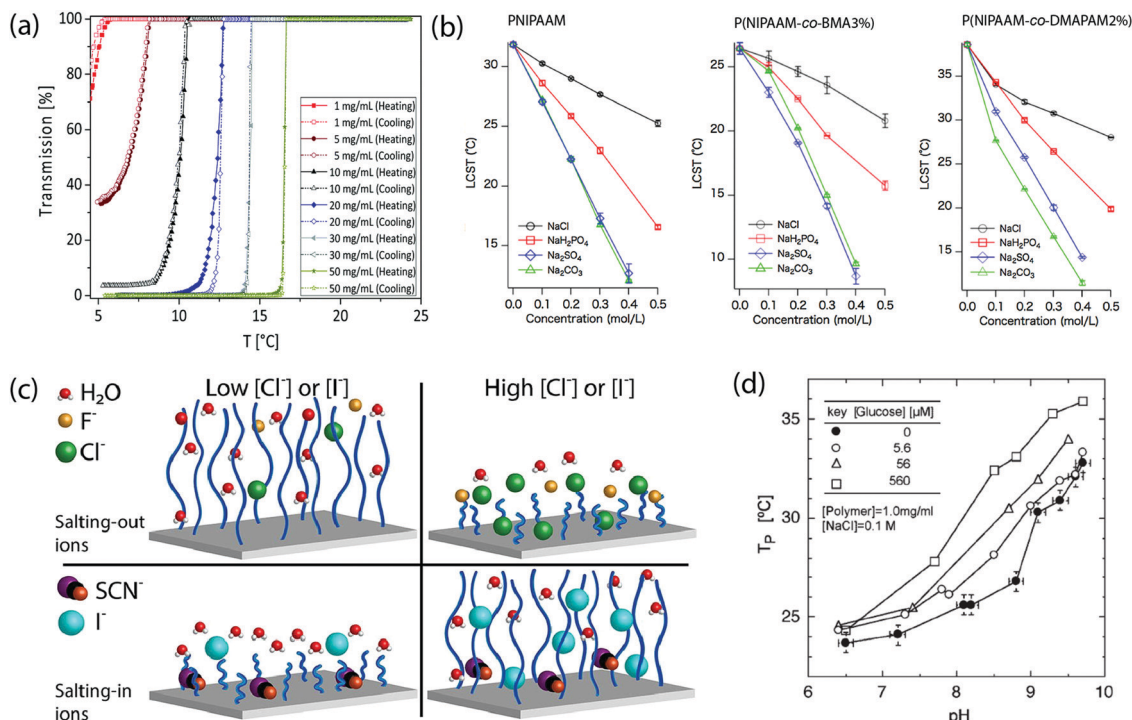 (a)
Transmission [%]
100
80
60
40
20
0
5
10
15
20
25
T [°C]
1 mg/mL (Heating)
1 mg/mL (Cooling)
5 mg/mL (Heating)
5 mg/mL (Cooling)
10 mg/mL (Heating)
10 mg/mL (Cooling)
20 mg/mL (Heating)
20 mg/mL (Cooling)
30 mg/mL (Heating)
30 mg/mL (Cooling)
50 mg/mL (Heating)
50 mg/mL (Cooling)
(b)
PNIPAAM
LCST (°C)
30
25
20
15
NaCl
NaH₂PO₄
Na₂SO₄
Na₂CO₃
0.0 0.1 0.2 0.3 0.4 0.5
Concentration (mol/L)
P(NIPAAM-co-BMA3%)
LCST (°C)
25
20
15
10
NaCl
NaH₂PO₄
Na₂SO₄
Na₂CO₃
0.0 0.1 0.2 0.3 0.4 0.5
Concentration (mol/L)
P(NIPAAM-co-DMAPAM2%)
LCST (°C)
35
30
25
20
15
NaCl
NaH₂PO₄
Na₂SO₄
Na₂CO₃
0.0 0.1 0.2 0.3 0.4 0.5
Concentration (mol/L)
(c)
Low [Cl⁻] or [I⁻]
High [Cl⁻] or [I⁻]
H₂O
F⁻
Cl⁻
Salting-out
ions
SCN⁻
I⁻
Salting-in
ions
(d)
key [Glucose] [µM]
0
5.6
56
560
[Polymer]=1.0mg/ml
[NaCl]=0.1 M
Tₚ [°C]
35
30
25
6 7 8 9 10
pH